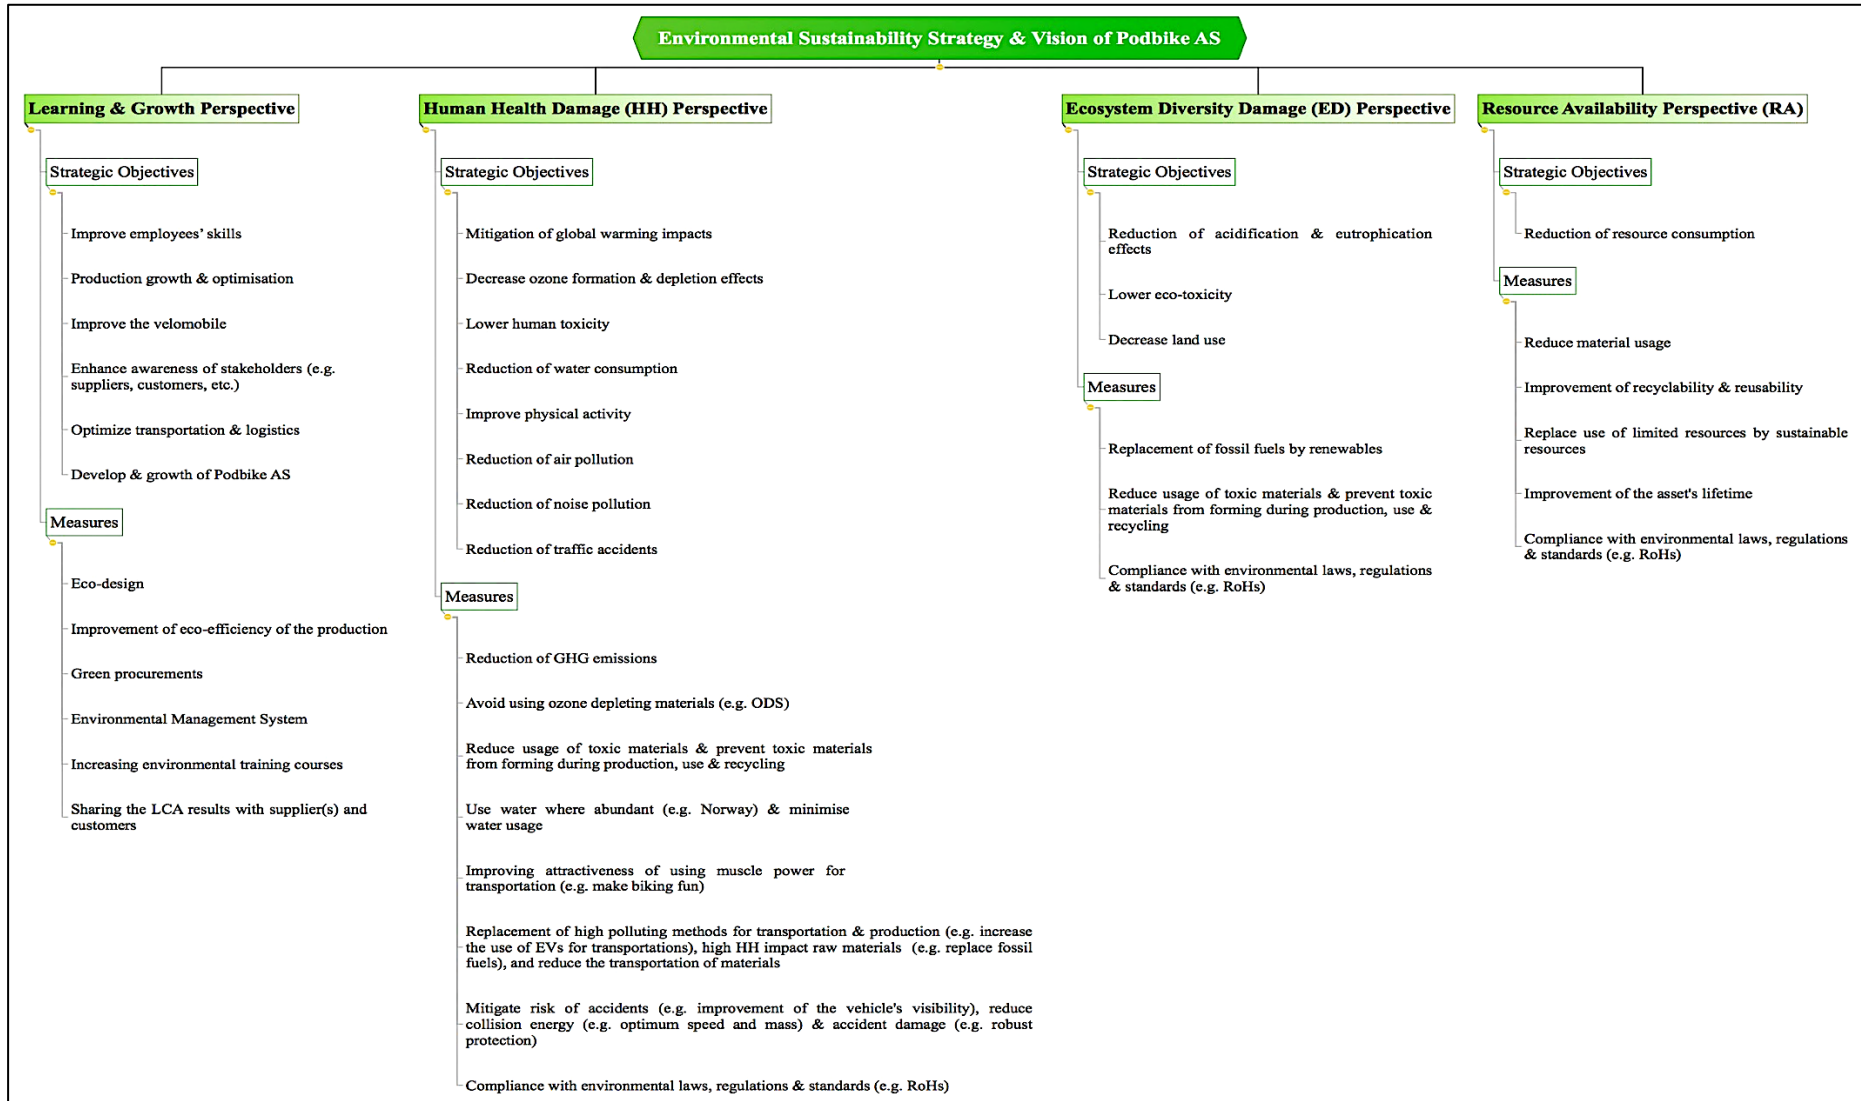 Environmental Sustainability Strategy & Vision of Podbike AS
Learning & Growth Perspective
Strategic Objectives
Improve employees' skills
Production growth & optimisation
Improve the velomobile
Enhance awareness of stakeholders (e.g.
suppliers, customers, etc.)
Optimize transportation & logistics
Develop & growth of Podbike AS
Measures
Eco-design
Improvement of eco-efficiency of the production
Green procurements
Environmental Management System
Increasing environmental training courses
Sharing the LCA results with supplier(s) and
customers
Human Health Damage (HH) Perspective
Strategic Objectives
Mitigation of global warming impacts
Decrease ozone formation & depletion effects
Lower human toxicity
Reduction of water consumption
Improve physical activity
Reduction of air pollution
Reduction of noise pollution
Reduction of traffic accidents
Measures
Reduction of GHG emissions
Avoid using ozone depleting materials (e.g. ODS)
Reduce usage of toxic materials & prevent toxic materials
from forming during production, use & recycling
Use water where abundant (e.g. Norway) & minimise
water usage
Improving attractiveness of using muscle power for
transportation (e.g. make biking fun)
Replacement of high polluting methods for transportation & production (e.g. increase
the use of EVs for transportations), high HH impact raw materials (e.g. replace fossil
fuels), and reduce the transportation of materials
Mitigate risk of accidents (e.g. improvement of the vehicle's visibility), reduce
collision energy (e.g. optimum speed and mass) & accident damage (e.g. robust
protection)
Compliance with environmental laws, regulations & standards (e.g. RoHs)
Ecosystem Diversity Damage (ED) Perspective
Strategic Objectives
Reduction of acidification & eutrophication
effects
Lower eco-toxicity
Decrease land use
Measures
Replacement of fossil fuels by renewables
Reduce usage of toxic materials & prevent toxic
materials from forming during production, use &
recycling
Compliance with environmental laws, regulations
& standards (e.g. RoHs)
Resource Availability Perspective (RA)
Strategic Objectives
Reduction of resource consumption
Measures
Reduce material usage
Improvement of recyclability & reusability
Replace use of limited resources by sustainable
resources
Improvement of the asset's lifetime
Compliance with environmental laws, regulations
& standards (e.g. RoHs)